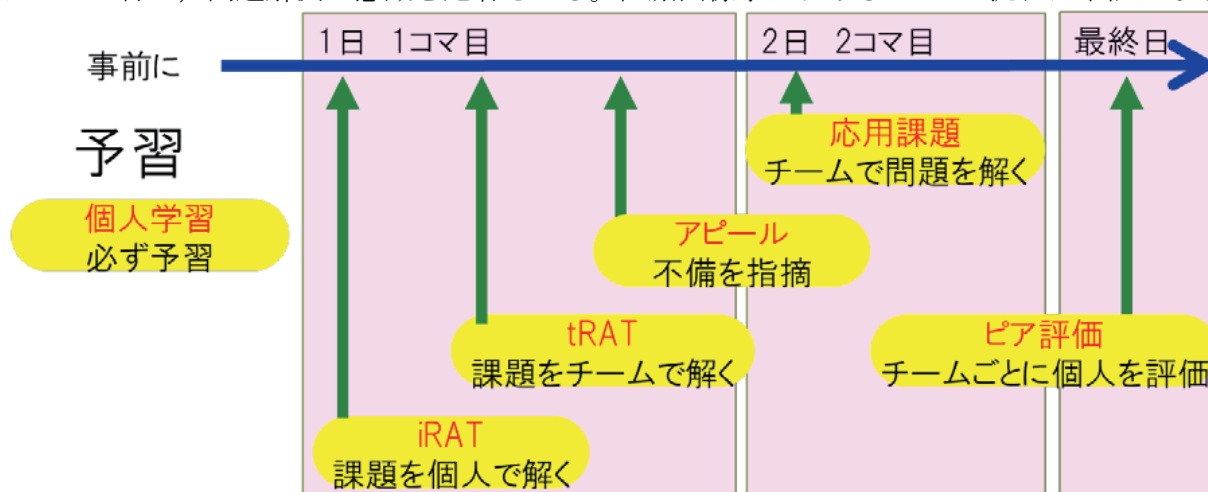 1日 1コマ目
2日 2コマ目
最終日
事前に
予習
個人学習
必ず予習
応用課題
チームで問題を解く
アピール
不備を指摘
tRAT
課題をチームで解く
ピア評価
チームごとに個人を評価
iRAT
課題を個人で解く